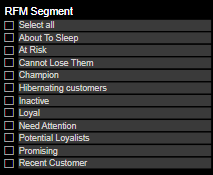 RFM Segment
Select all
About To Sleep
At Risk
Cannot Lose Them
Champion
Hibernating customers
Inactive
Loyal
Need Attention
Potential Loyalists
Promising
Recent Customer